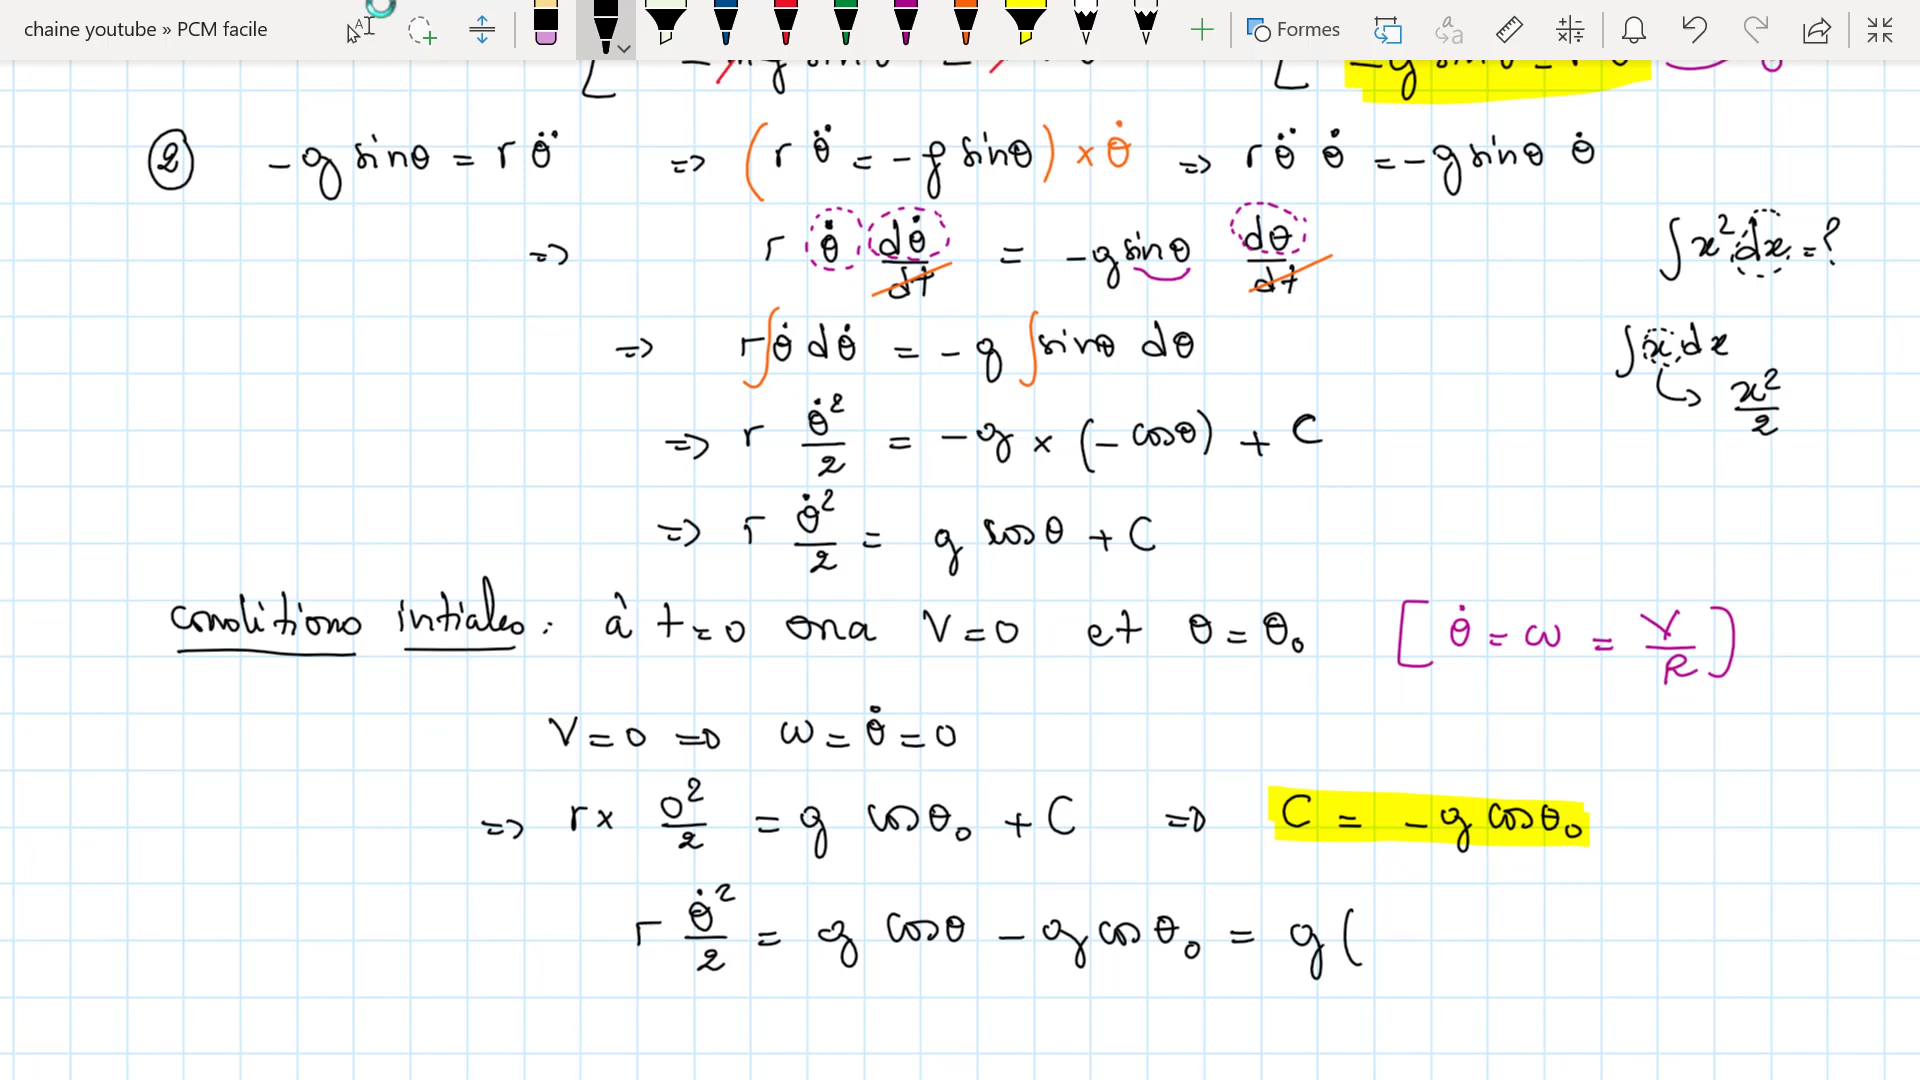 chaine youtube » PCM facile
Formes
② -g sinθ = r θ̈ => (r θ̈ = -g sinθ) × θ̇ => r θ̈ θ̇ = -g sinθ θ̇
=> r θ̇ dθ̇/dt = -g sinθ dθ/dt
∫x² dx = ?
=> r∫θ̇ dθ̇ = -g ∫sinθ dθ
∫x dx
↳ x²/2
=> r θ̇²/2 = -g × (-cosθ) + C
=> r θ̇²/2 = g cosθ + C
conditions intiales : à t=0 ona V=0 et θ=θ₀ [θ̇ = ω = V/R]
V=0 => ω = θ̇ = 0
=> r× 0²/2 = g cosθ₀ + C => C = -g cosθ₀
r θ̇²/2 = g cosθ - g cosθ₀ = g (